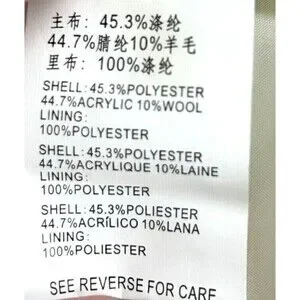 主布: 45.3%涤纶
44.7%腈纶10%羊毛
里布: 100%涤纶
SHELL: 45.3%POLYESTER
44.7%ACRYLIC 10%WOOL
LINING:
100%POLYESTER
SHELL: 45.3%POLYESTER
44.7%ACRYLIQUE 10%LAINE
LINING:
100%POLYESTER
SHELL: 45.3%POLIESTER
44.7%ACRÍLICO 10%LANA
LINING:
100%POLIESTER
SEE REVERSE FOR CARE